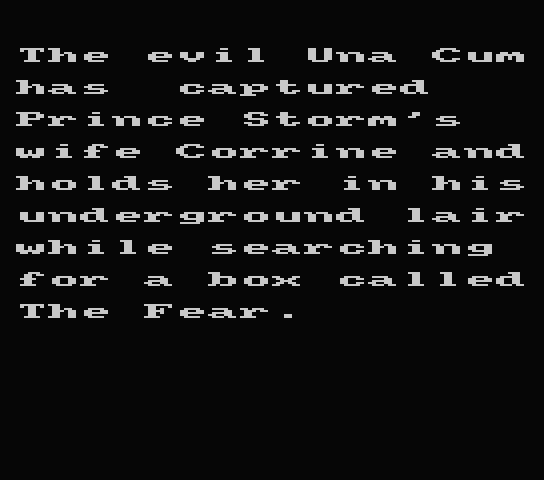 The evil Una Cum
has captured
Prince Storm's
wife Corrine and
holds her in his
underground lair
while searching
for a box called
The Fear.